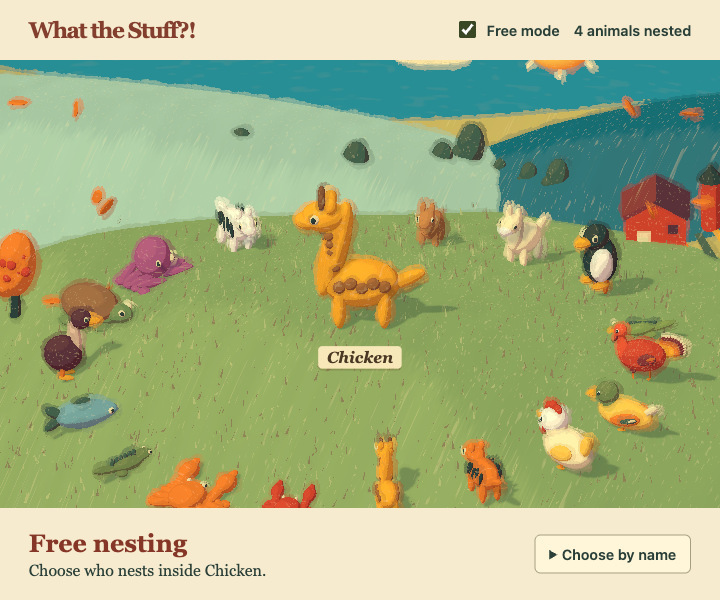 What the Stuff?!
Free mode 4 animals nested
Chicken
Free nesting
Choose who nests inside Chicken.
Choose by name